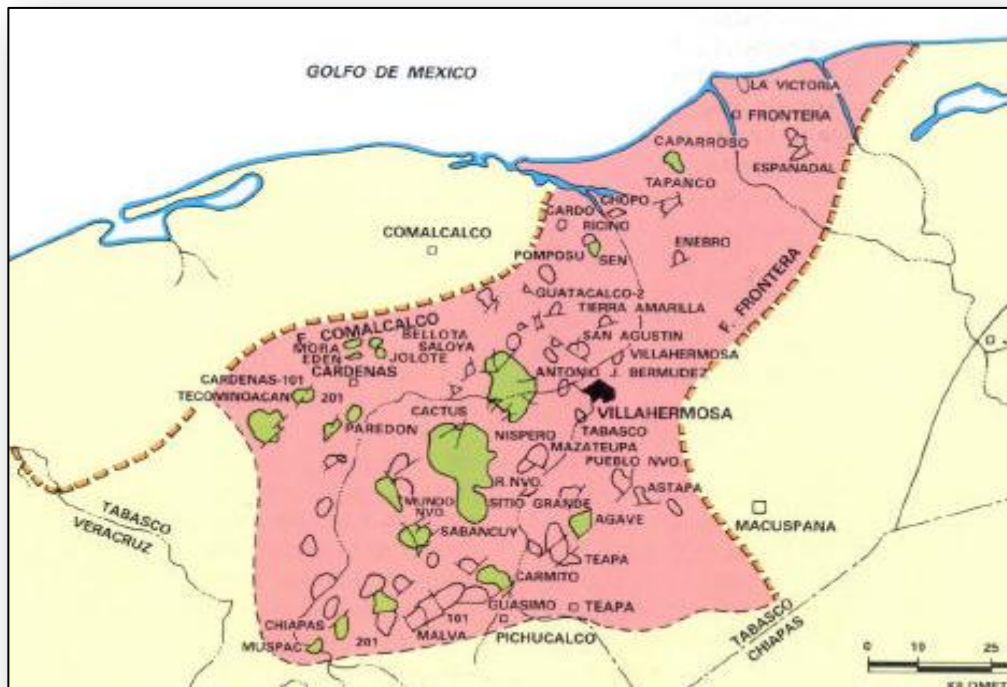 GOLFO DE MEXICO
LA VICTORIA
FRONTERA
CAPARROSO
ESPANADAL
TAPANCO
CHOPO
CARDO
RICINO
COMALCALCO
ENEBRO
POMPOSU
SEN
GUATACALCO-2
TIERRA AMARILLA
F. FRONTERA
F. COMALCALCO
BELLOTA
SAN AGUSTIN
MORA
SALOYA
EDEN
JOLOTE
VILLAHERMOSA
CARDENAS
ANTONIO J. BERMUDEZ
CARDENAS-101
TECOMINOACAN
201
VILLAHERMOSA
CACTUS
TABASCO
PAREDON
NISPERO
MAZATEUPA
PUEBLO NVO.
R. NVO.
MUNDO NVO.
SITIO GRANDE
ASTAPA
TABASCO
VERACRUZ
AGAVE
MACUSPANA
SABANCUY
TEAPA
CARMITO
GUASIMO
TEAPA
101
CHIAPAS
201
MALVA
PICHUCALCO
MUSPAC
TABASCO
CHIAPAS
0 10 25